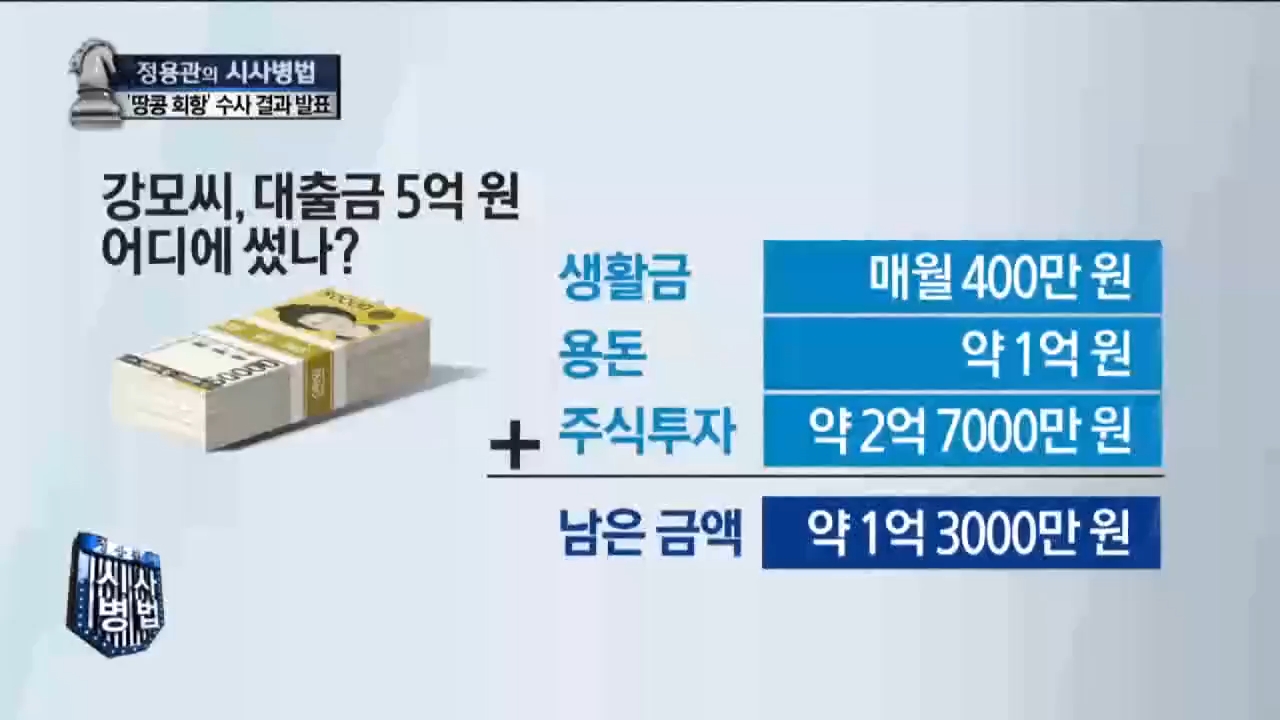 정용관의 시사병법
'땅콩 회항' 수사 결과 발표
강모씨, 대출금 5억 원
어디에 썼나?
생활금 매월 400만 원
용돈 약 1억 원
+ 주식투자 약 2억 7000만 원
남은 금액 약 1억 3000만 원
50000
시사
병법